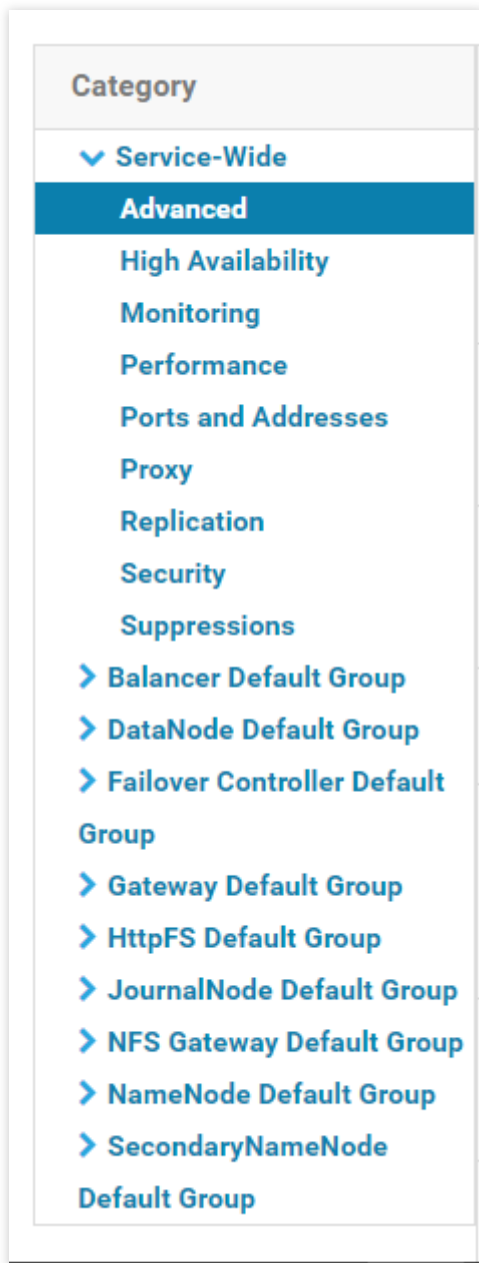 Category
Service-Wide
Advanced
High Availability
Monitoring
Performance
Ports and Addresses
Proxy
Replication
Security
Suppressions
Balancer Default Group
DataNode Default Group
Failover Controller Default
Group
Gateway Default Group
HttpFS Default Group
JournalNode Default Group
NFS Gateway Default Group
NameNode Default Group
SecondaryNameNode
Default Group